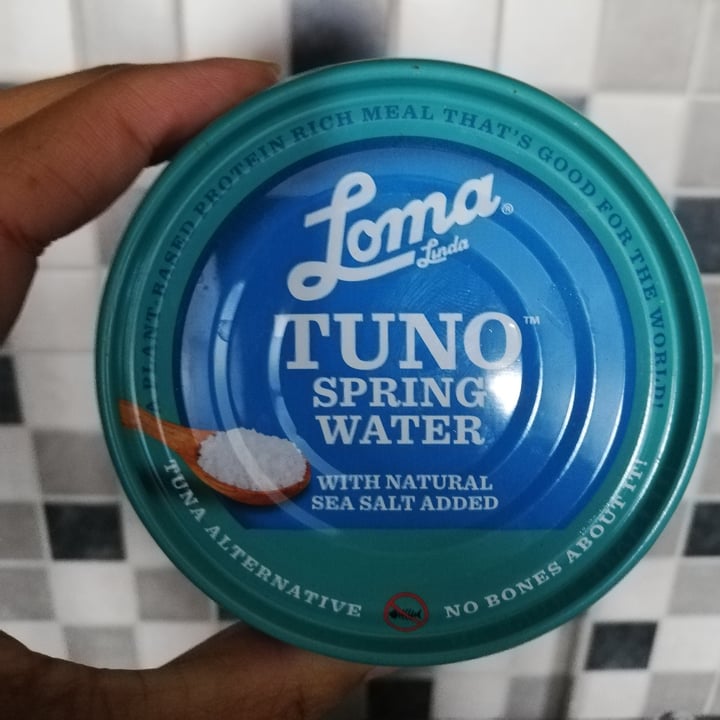 A PLANT BASED PROTEIN RICH MEAL THAT'S GOOD FOR THE WORLD!
Loma®
Linda
TUNO™
SPRING
WATER
WITH NATURAL
SEA SALT ADDED
TUNA ALTERNATIVE
NO BONES ABOUT IT!